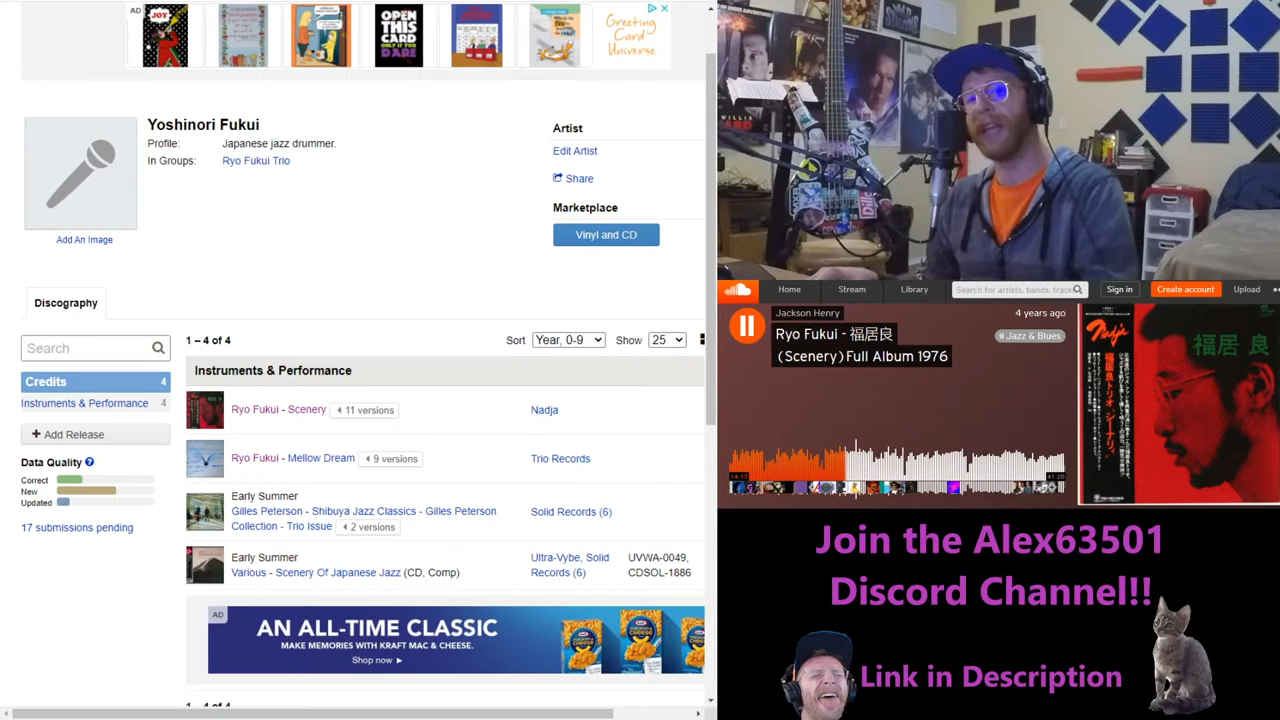 AD
JOY
OPEN
THIS
CARD
ONLY IF YOU
DARE
Greeting
Card
Universe
Yoshinori Fukui
Profile:
Japanese jazz drummer.
In Groups:
Ryo Fukui Trio
Add An Image
Artist
Edit Artist
Share
Marketplace
Vinyl and CD
Discography
Search
Credits 4
Instruments & Performance 4
Add Release
Data Quality
Correct
New
Updated
17 submissions pending
1 – 4 of 4
Sort Year, 0-9
Show 25
Instruments & Performance
Ryo Fukui - Scenery 11 versions Nadja
Ryo Fukui - Mellow Dream 9 versions Trio Records
Early Summer
Gilles Peterson - Shibuya Jazz Classics - Gilles Peterson Solid Records (6)
Collection - Trio Issue 2 versions
Early Summer Ultra-Vybe, Solid UVWA-0049,
Various - Scenery Of Japanese Jazz (CD, Comp) Records (6) CDSOL-1886
AD
AN ALL-TIME CLASSIC
MAKE MEMORIES WITH KRAFT MAC & CHEESE.
Shop now
1 – 4 of 4
Home Stream Library Search for artists, bands, tracks Sign in Create account Upload
Jackson Henry
4 years ago
Ryo Fukui - 福居良
# Jazz & Blues
(Scenery)Full Album 1976
41:20
Nadja
福居 良
Join the Alex63501
Discord Channel!!
Link in Description